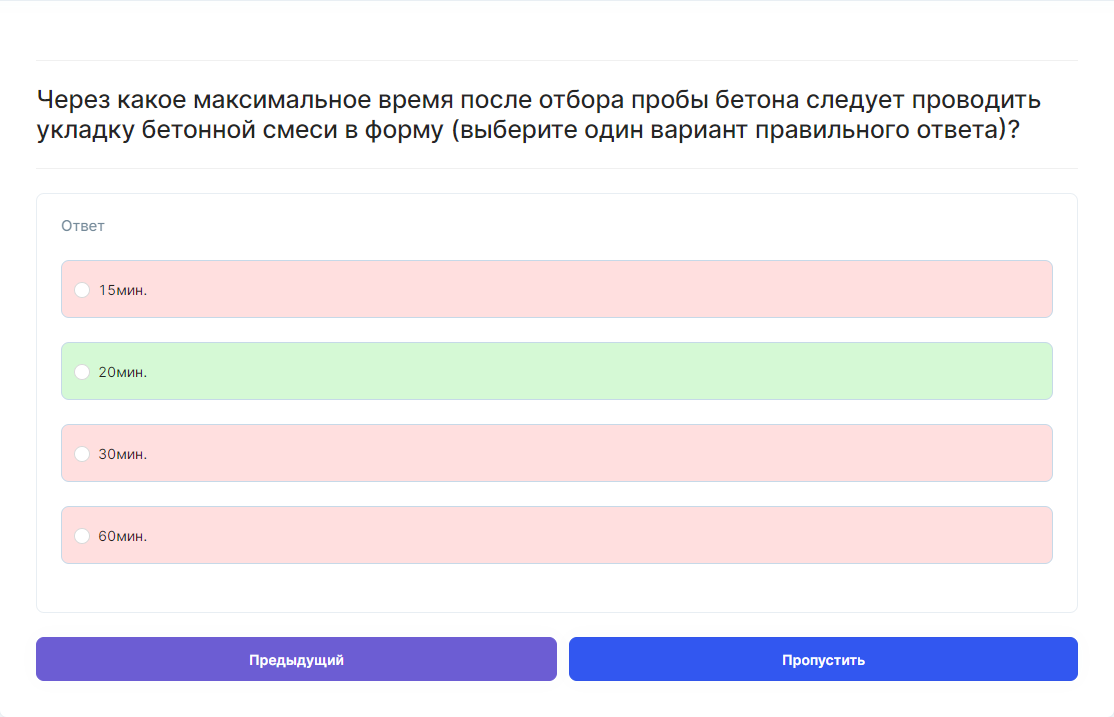 Через какое максимальное время после отбора пробы бетона следует проводить
укладку бетонной смеси в форму (выберите один вариант правильного ответа)?
Ответ
15мин.
20мин.
30мин.
60мин.
Предыдущий
Пропустить